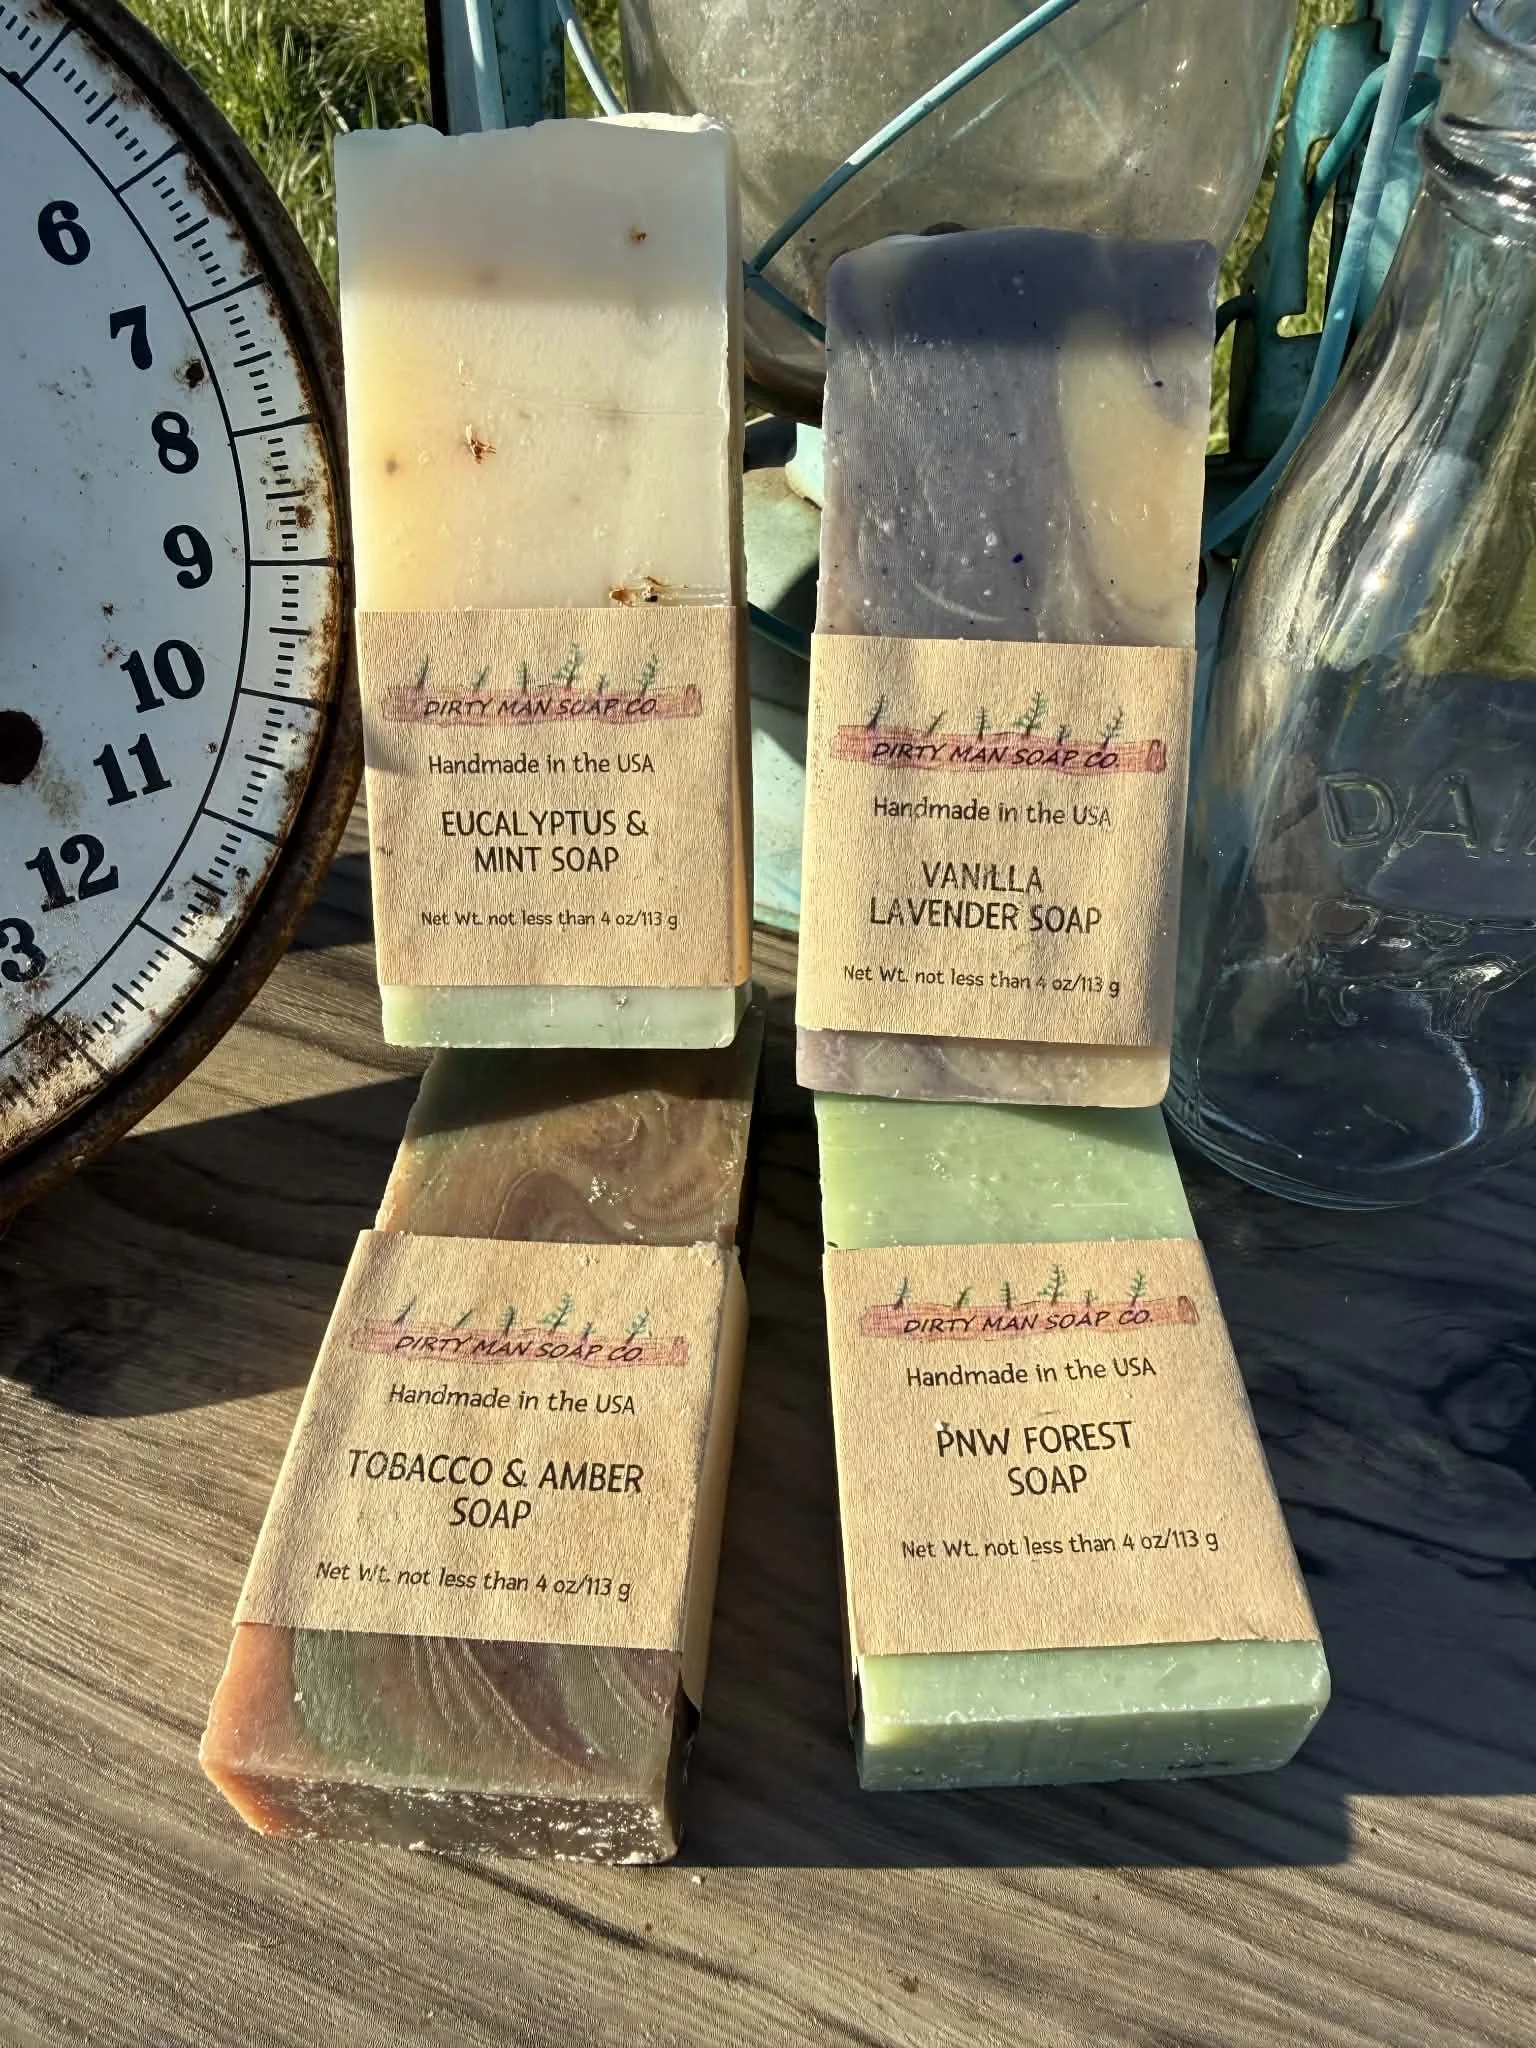 6
7
8
9
10
11
12
13
DIRTY MAN SOAP CO.
Handmade in the USA
EUCALYPTUS &
MINT SOAP
Net Wt. not less than 4 oz/113 g
DIRTY MAN SOAP CO.
Handmade in the USA
VANILLA
LAVENDER SOAP
Net Wt. not less than 4 oz/113 g
DIRTY MAN SOAP CO.
Handmade in the USA
TOBACCO & AMBER
SOAP
Net Wt. not less than 4 oz/113 g
DIRTY MAN SOAP CO.
Handmade in the USA
PNW FOREST
SOAP
Net Wt. not less than 4 oz/113 g